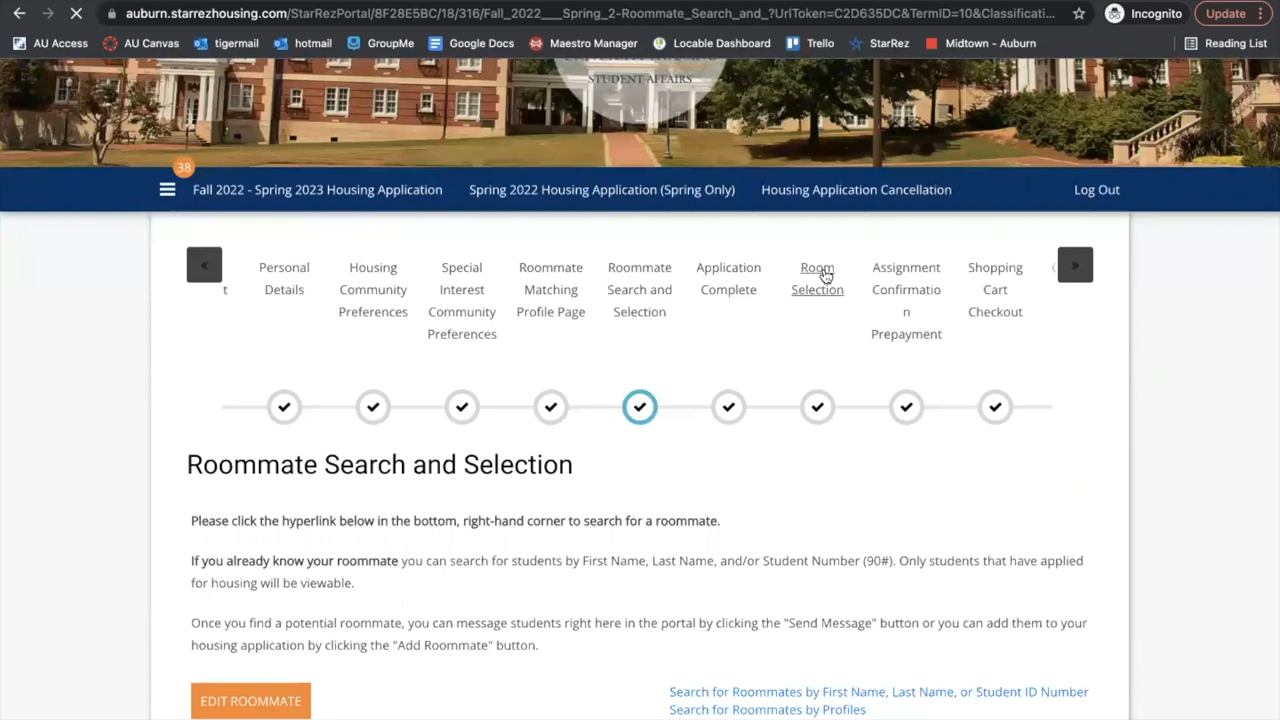 auburn.starrezhousing.com/StarRezPortal/8F28E5BC/18/316/Fall_2022___Spring_2-Roommate_Search_and_?UrlToken=C2D635DC&TermID=10&Classificati... Incognito Update
AU Access AU Canvas tigermail hotmail GroupMe Google Docs Maestro Manager Locable Dashboard Trello StarRez Midtown - Auburn Reading List
STUDENT AFFAIRS
38
Fall 2022 - Spring 2023 Housing Application Spring 2022 Housing Application (Spring Only) Housing Application Cancellation Log Out
« t
Personal
Details
Housing
Community
Preferences
Special
Interest
Community
Preferences
Roommate
Matching
Profile Page
Roommate
Search and
Selection
Application
Complete
Room
Selection
Assignment
Confirmatio
n
Prepayment
Shopping
Cart
Checkout
»
Roommate Search and Selection
Please click the hyperlink below in the bottom, right-hand corner to search for a roommate.
If you already know your roommate you can search for students by First Name, Last Name, and/or Student Number (90#). Only students that have applied
for housing will be viewable.
Once you find a potential roommate, you can message students right here in the portal by clicking the "Send Message" button or you can add them to your
housing application by clicking the "Add Roommate" button.
EDIT ROOMMATE
Search for Roommates by First Name, Last Name, or Student ID Number
Search for Roommates by Profiles